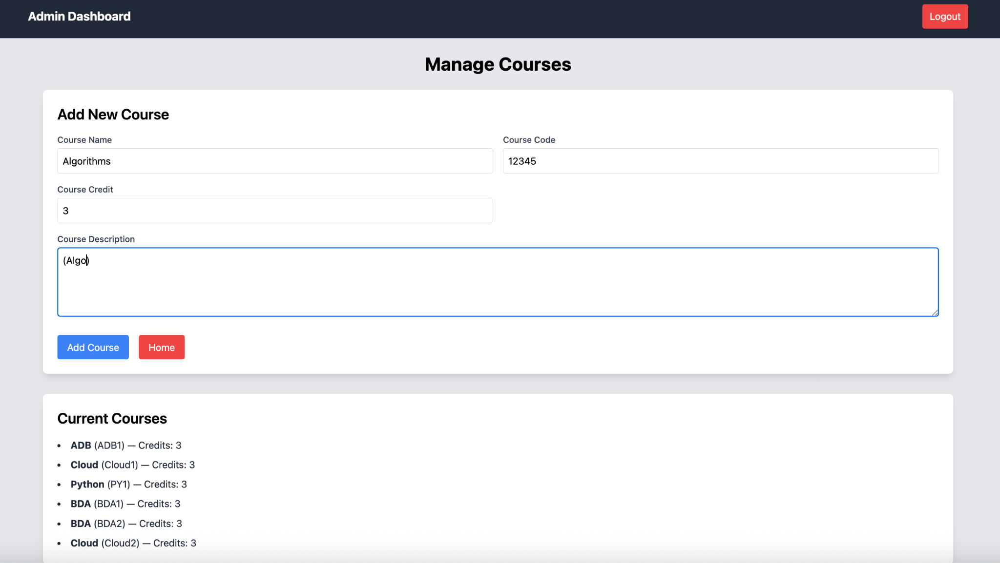 Admin Dashboard
Logout
Manage Courses
Add New Course
Course Name
Course Code
Algorithms
12345
Course Credit
3
Course Description
(Algo)
Add Course
Home
Current Courses
• ADB (ADB1) — Credits: 3
• Cloud (Cloud1) — Credits: 3
• Python (PY1) — Credits: 3
• BDA (BDA1) — Credits: 3
• BDA (BDA2) — Credits: 3
• Cloud (Cloud2) — Credits: 3